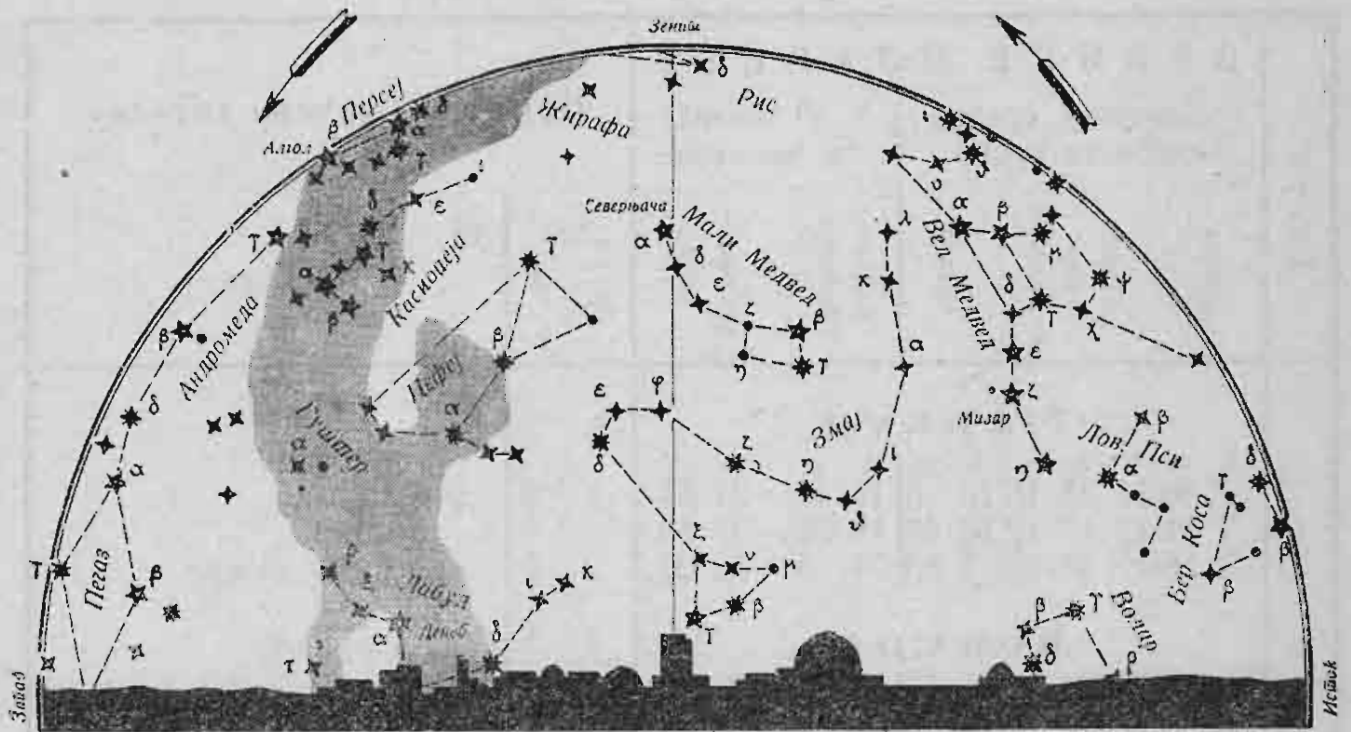 Зенит
β Персеј
δ
α
Алгол
γ
Жирафа
δ
Рис
ι
ε
δ
Северњача
α
Мали Медвед
δ
ε
ζ
β
η
γ
λ
κ
α
ι
Змај
Вел Медвед
υ
α
β
γ
δ
ε
ζ
Мизар
η
ψ
χ
γ
α
κ
β
Касиопеја
γ
β
Цефеј
α
γ
β
Андромеда
δ
α
Гуштер
α
ε
φ
δ
ζ
η
Лов Пси
β
α
δ
γ
Бер Коса
β
β
γ
Пегаз
β
Лабуд
Денеб
α
τ
δ
ι
κ
ξ
ν
μ
β
γ
β
γ
Волар
δ
ρ
Запад
Исток